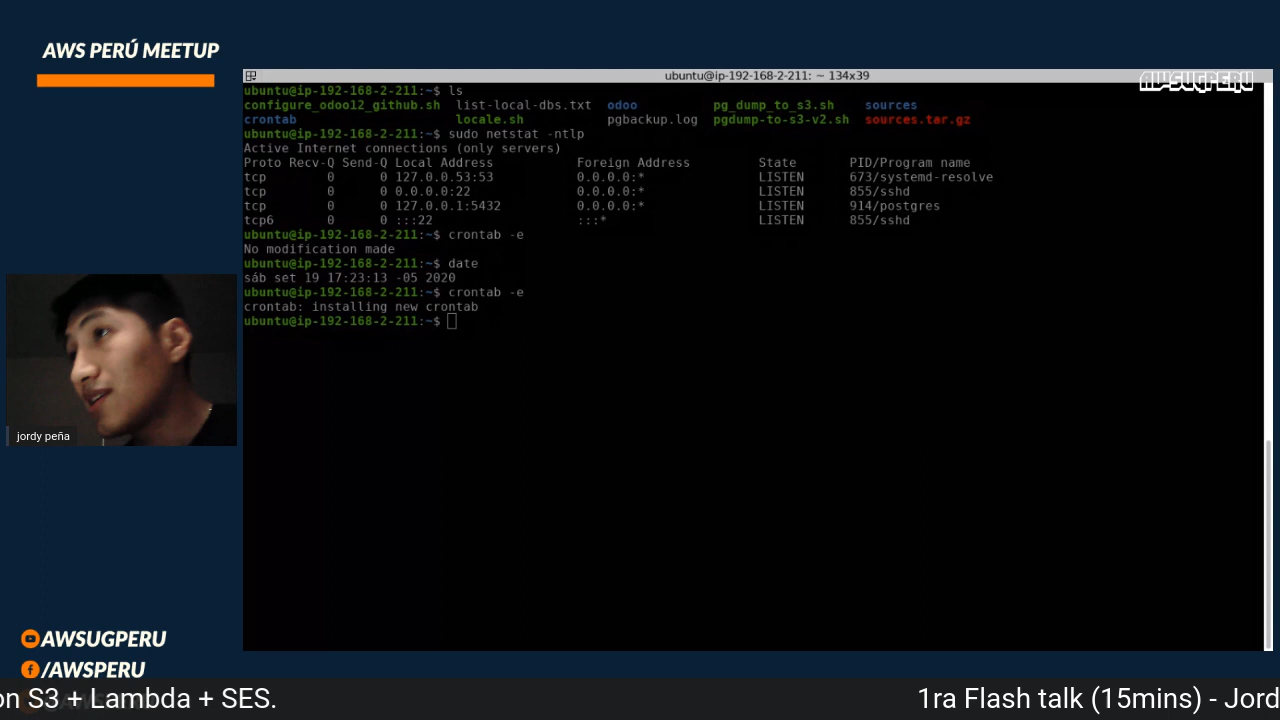 AWS PERÚ MEETUP
ubuntu@ip-192-168-2-211: ~ 134x39
AWSUGPERU
ubuntu@ip-192-168-2-211:~$ ls
configure_odoo12_github.sh list-local-dbs.txt odoo pg_dump_to_s3.sh sources
crontab locale.sh pgbackup.log pgdump-to-s3-v2.sh sources.tar.gz
ubuntu@ip-192-168-2-211:~$ sudo netstat -ntlp
Active Internet connections (only servers)
Proto Recv-Q Send-Q Local Address Foreign Address State PID/Program name
tcp 0 0 127.0.0.53:53 0.0.0.0:* LISTEN 673/systemd-resolve
tcp 0 0 0.0.0.0:22 0.0.0.0:* LISTEN 855/sshd
tcp 0 0 127.0.0.1:5432 0.0.0.0:* LISTEN 914/postgres
tcp6 0 0 :::22 :::* LISTEN 855/sshd
ubuntu@ip-192-168-2-211:~$ crontab -e
No modification made
ubuntu@ip-192-168-2-211:~$ date
sáb set 19 17:23:13 -05 2020
ubuntu@ip-192-168-2-211:~$ crontab -e
crontab: installing new crontab
ubuntu@ip-192-168-2-211:~$
jordy peña
AWSUGPERU
/AWSPERU
on S3 + Lambda + SES. 1ra Flash talk (15mins) - Jord